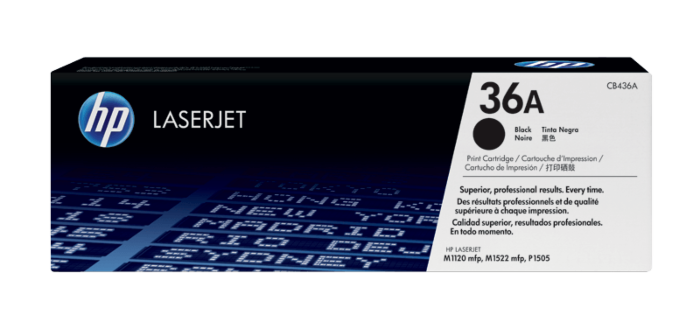 hp
LASERJET
hp
CB436A
36A
Black Tinta Negra
Noire 黑色
Print Cartridge / Cartouche d'Impression /
Cartucho de Impresión / 打印硒鼓
Superior, professional results. Every time.
Des résultats professionnels et de qualité
supérieure à chaque impression.
Calidad superior, resultados profesionales.
En todo momento.
HP LASERJET
M1120 mfp, M1522 mfp, P1505